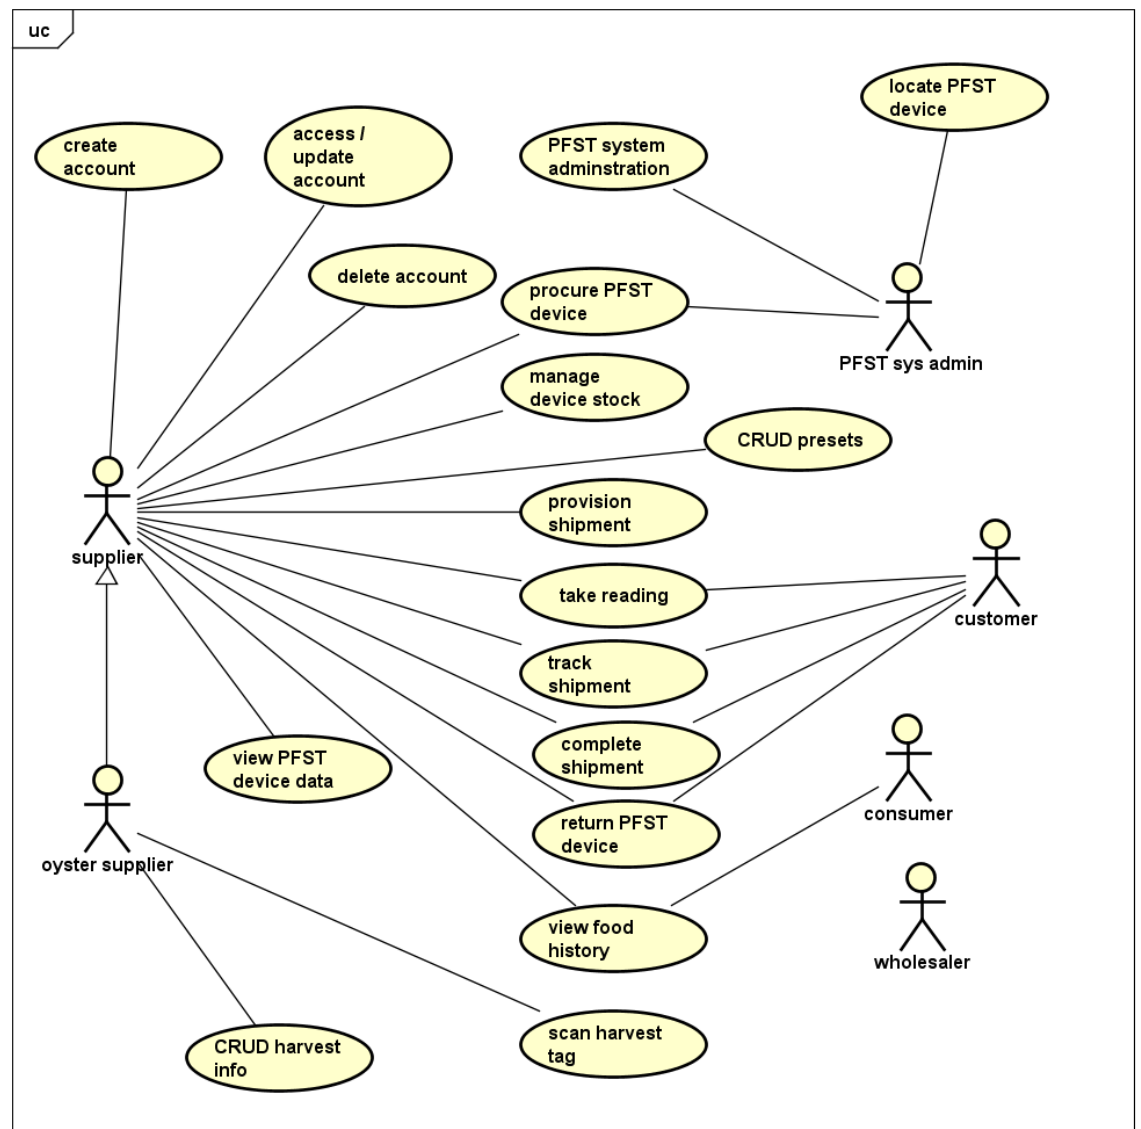 uc
locate PFST
device
create
account
access /
update
account
PFST system
adminstration
delete account
procure PFST
device
PFST sys admin
manage
device stock
CRUD presets
provision
shipment
supplier
take reading
customer
track
shipment
complete
shipment
view PFST
device data
consumer
return PFST
device
oyster supplier
view food
history
wholesaler
scan harvest
tag
CRUD harvest
info